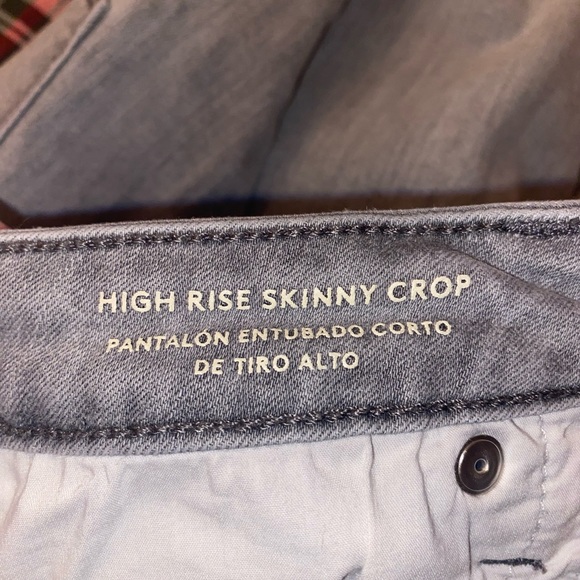 HIGH RISE SKINNY CROP
PANTALÓN ENTUBADO CORTO
DE TIRO ALTO